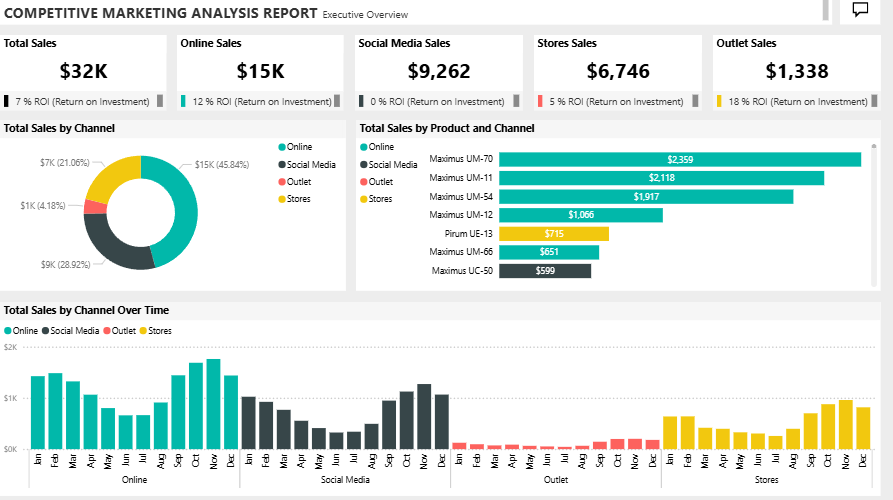 COMPETITIVE MARKETING ANALYSIS REPORT Executive Overview
Total Sales
$32K
7 % ROI (Return on Investment)
Online Sales
$15K
12 % ROI (Return on Investment)
Social Media Sales
$9,262
0 % ROI (Return on Investment)
Stores Sales
$6,746
5 % ROI (Return on Investment)
Outlet Sales
$1,338
18 % ROI (Return on Investment)
Total Sales by Channel
$7K (21.06%)
$15K (45.84%)
$1K (4.18%)
$9K (28.92%)
Online
Social Media
Outlet
Stores
Total Sales by Product and Channel
Online
Social Media
Outlet
Stores
Maximus UM-70 $2,359
Maximus UM-11 $2,118
Maximus UM-54 $1,917
Maximus UM-12 $1,066
Pirum UE-13 $715
Maximus UM-66 $651
Maximus UC-50 $599
Total Sales by Channel Over Time
Online Social Media Outlet Stores
$2K
$1K
$0K
Jan Feb Mar Apr May Jun Jul Aug Sep Oct Nov Dec Jan Feb Mar Apr May Jun Jul Aug Sep Oct Nov Dec Jan Feb Mar Apr May Jun Jul Aug Sep Oct Nov Dec Jan Feb Mar Apr May Jun Jul Aug Sep Oct Nov Dec
Online Social Media Outlet Stores